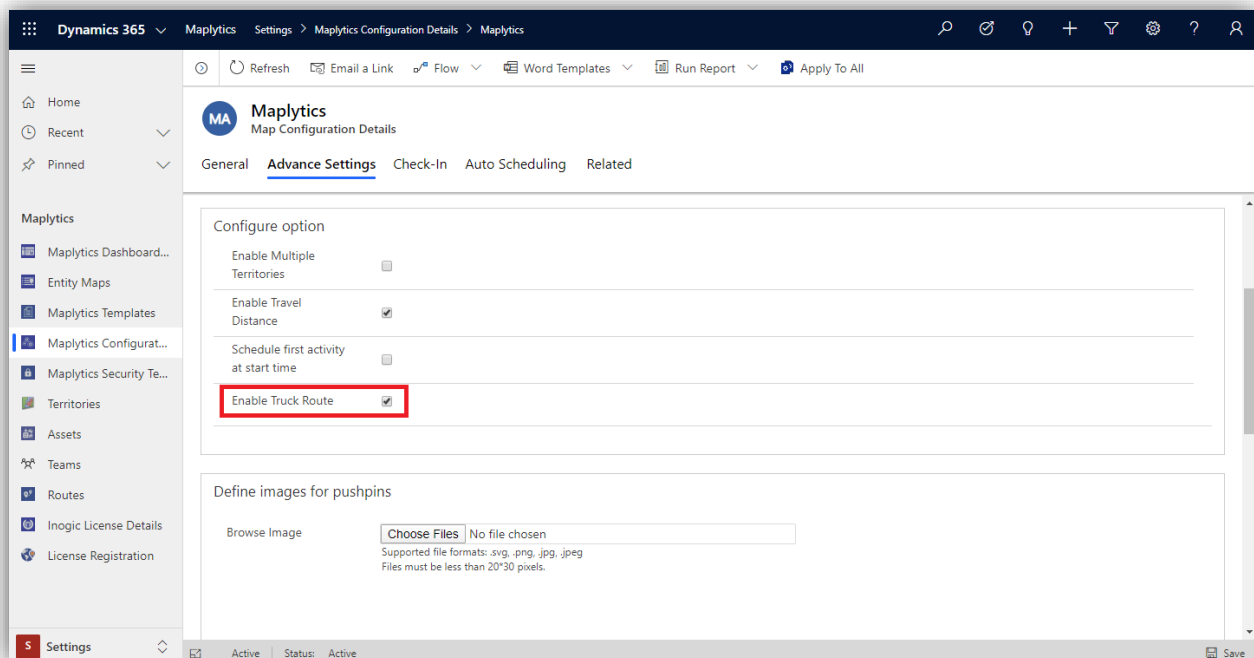 Dynamics 365 Maplytics Settings > Maplytics Configuration Details > Maplytics
Refresh Email a Link Flow Word Templates Run Report Apply To All
Home
Recent
Pinned
Maplytics
Maplytics Dashboard...
Entity Maps
Maplytics Templates
Maplytics Configurat...
Maplytics Security Te...
Territories
Assets
Teams
Routes
Inogic License Details
License Registration
S Settings
MA Maplytics
Map Configuration Details
General Advance Settings Check-In Auto Scheduling Related
Configure option
Enable Multiple
Territories
Enable Travel
Distance
Schedule first activity
at start time
Enable Truck Route
Define images for pushpins
Browse Image Choose Files No file chosen
Supported file formats: .svg, .png, .jpg, .jpeg
Files must be less than 20*30 pixels.
Active Status: Active Save